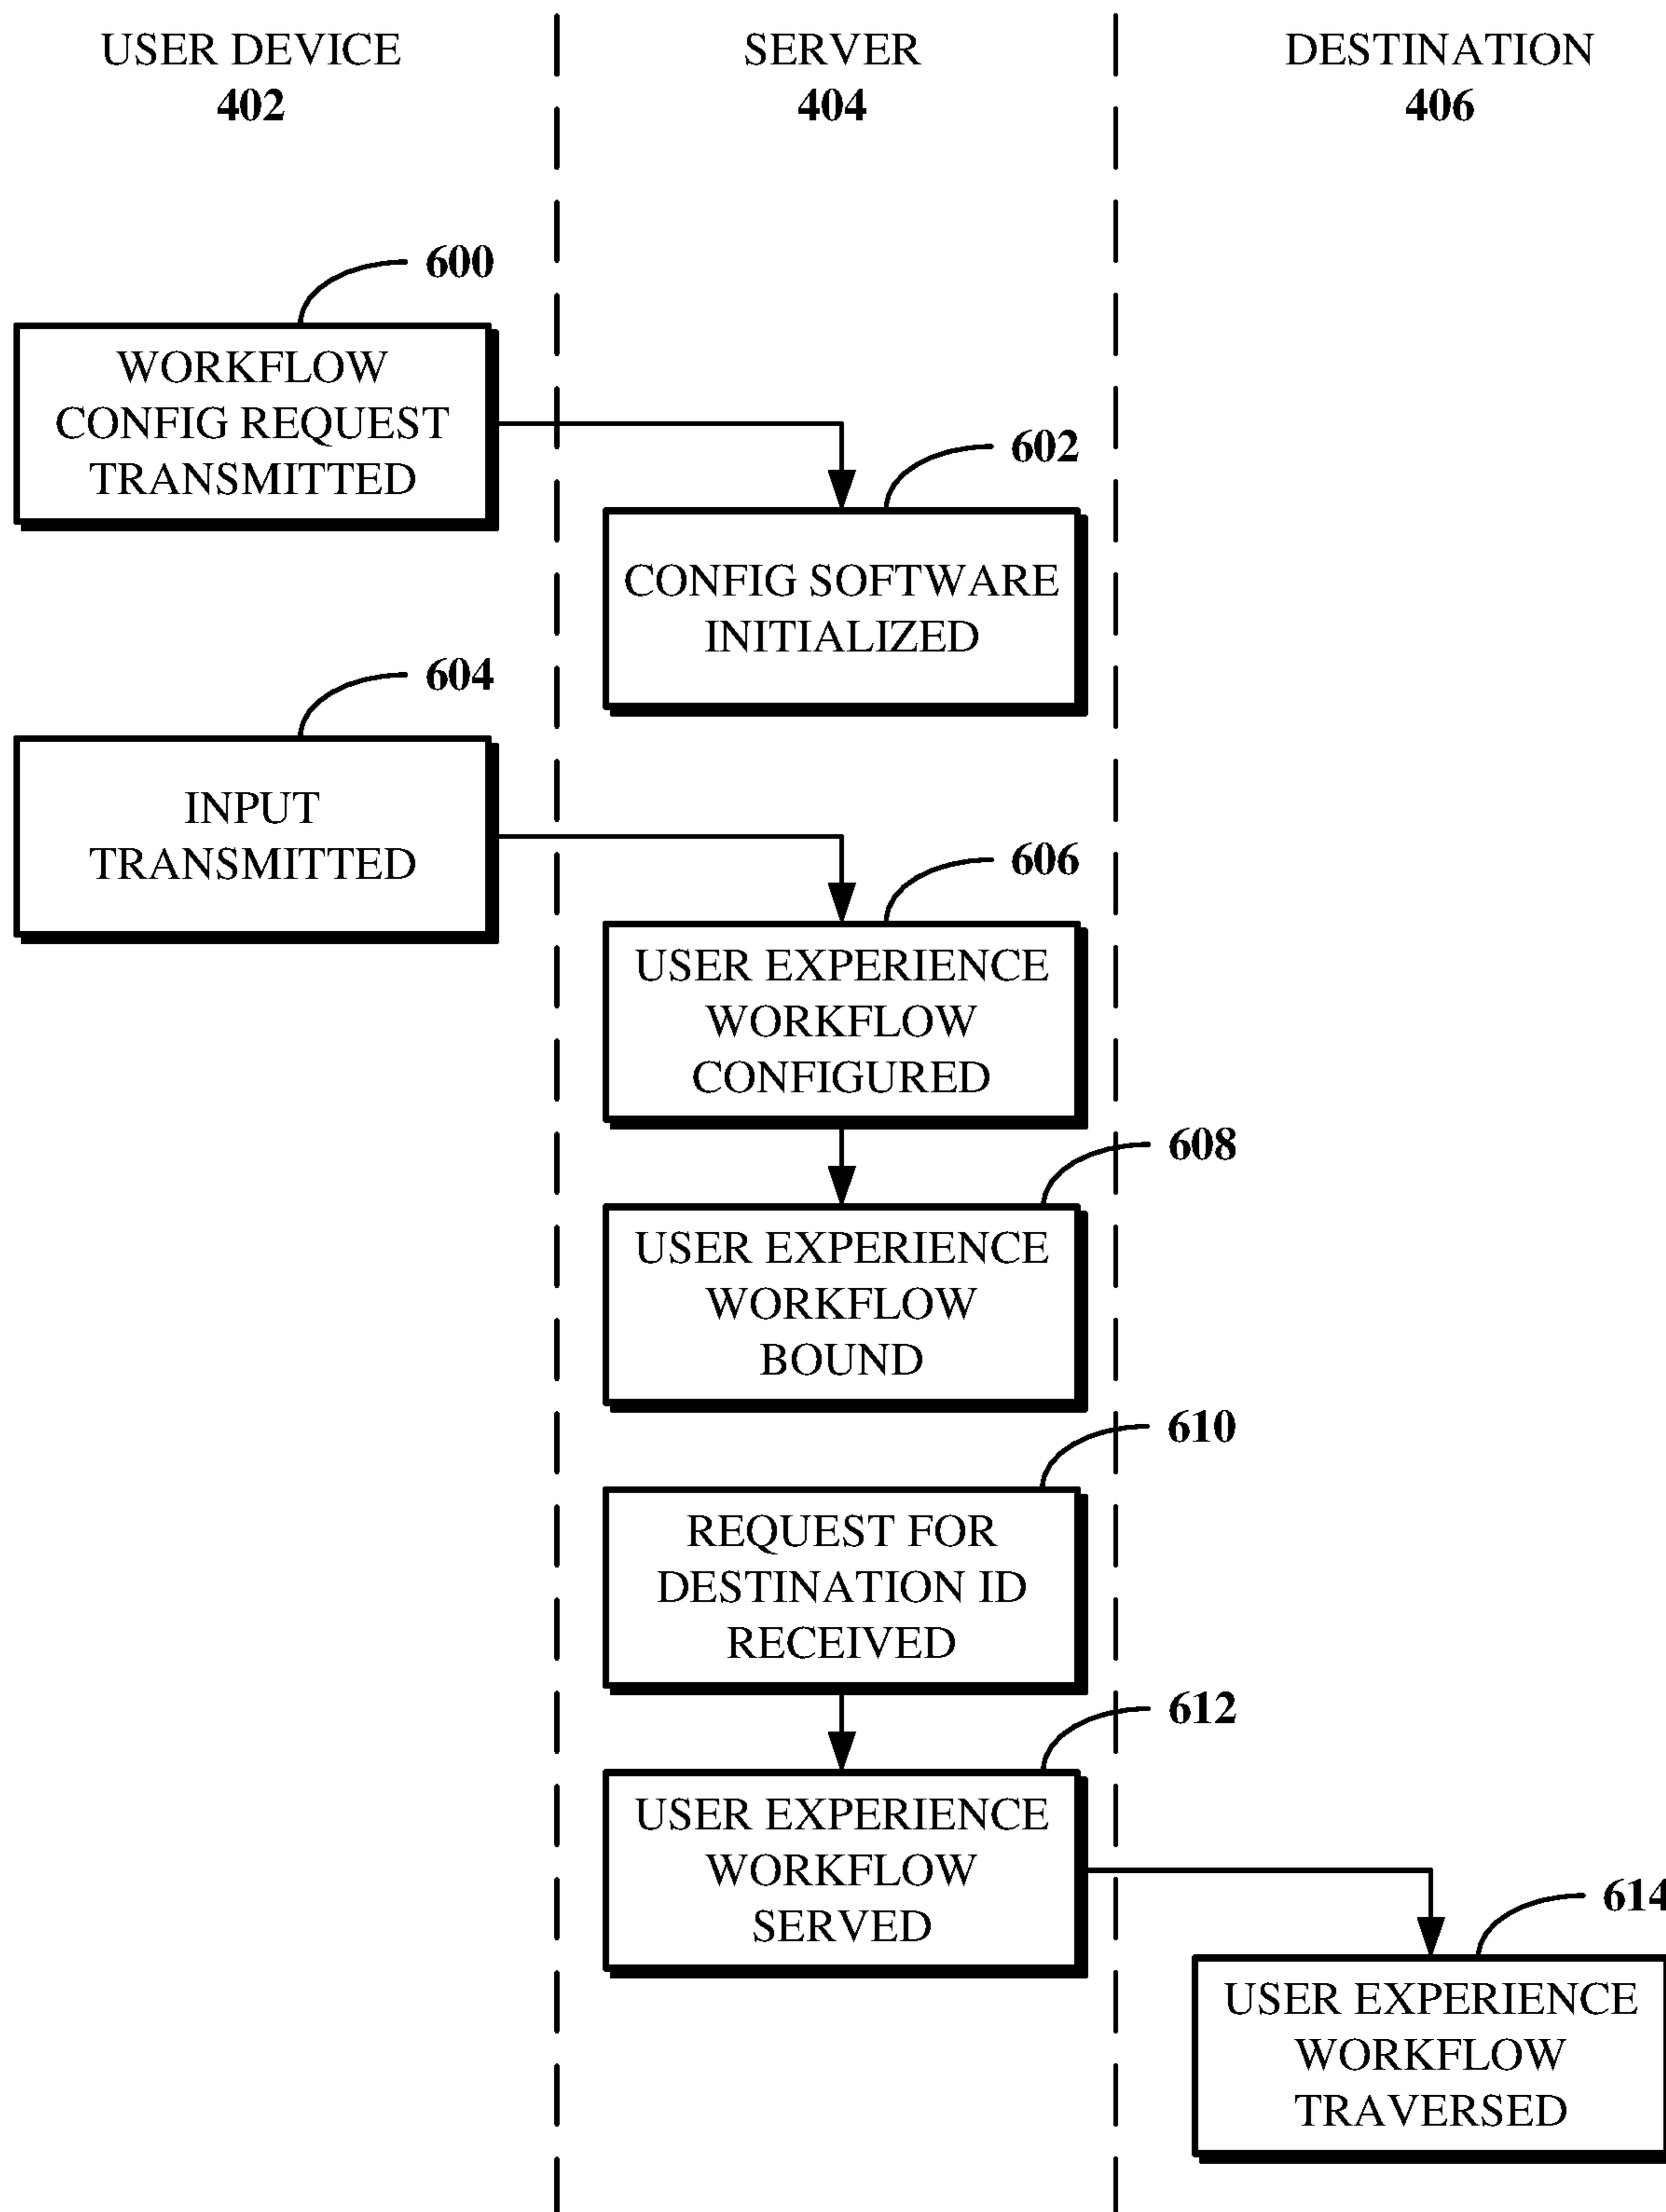 USER DEVICE
402
SERVER
404
DESTINATION
406
600
WORKFLOW
CONFIG REQUEST
TRANSMITTED
602
CONFIG SOFTWARE
INITIALIZED
604
INPUT
TRANSMITTED
606
USER EXPERIENCE
WORKFLOW
CONFIGURED
608
USER EXPERIENCE
WORKFLOW
BOUND
610
REQUEST FOR
DESTINATION ID
RECEIVED
612
USER EXPERIENCE
WORKFLOW
SERVED
614
USER EXPERIENCE
WORKFLOW
TRAVERSED